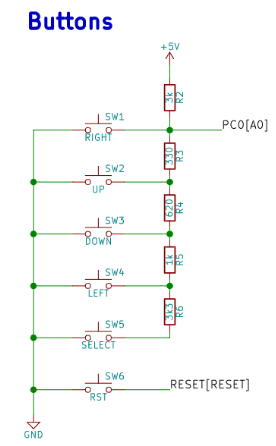 Buttons
+5V
3k
R2
SW1
RIGHT
PC0[A0]
330
R3
SW2
UP
620
R4
SW3
DOWN
1k
R5
SW4
LEFT
3k3
R6
SW5
SELECT
SW6
RST
RESET[RESET]
GND